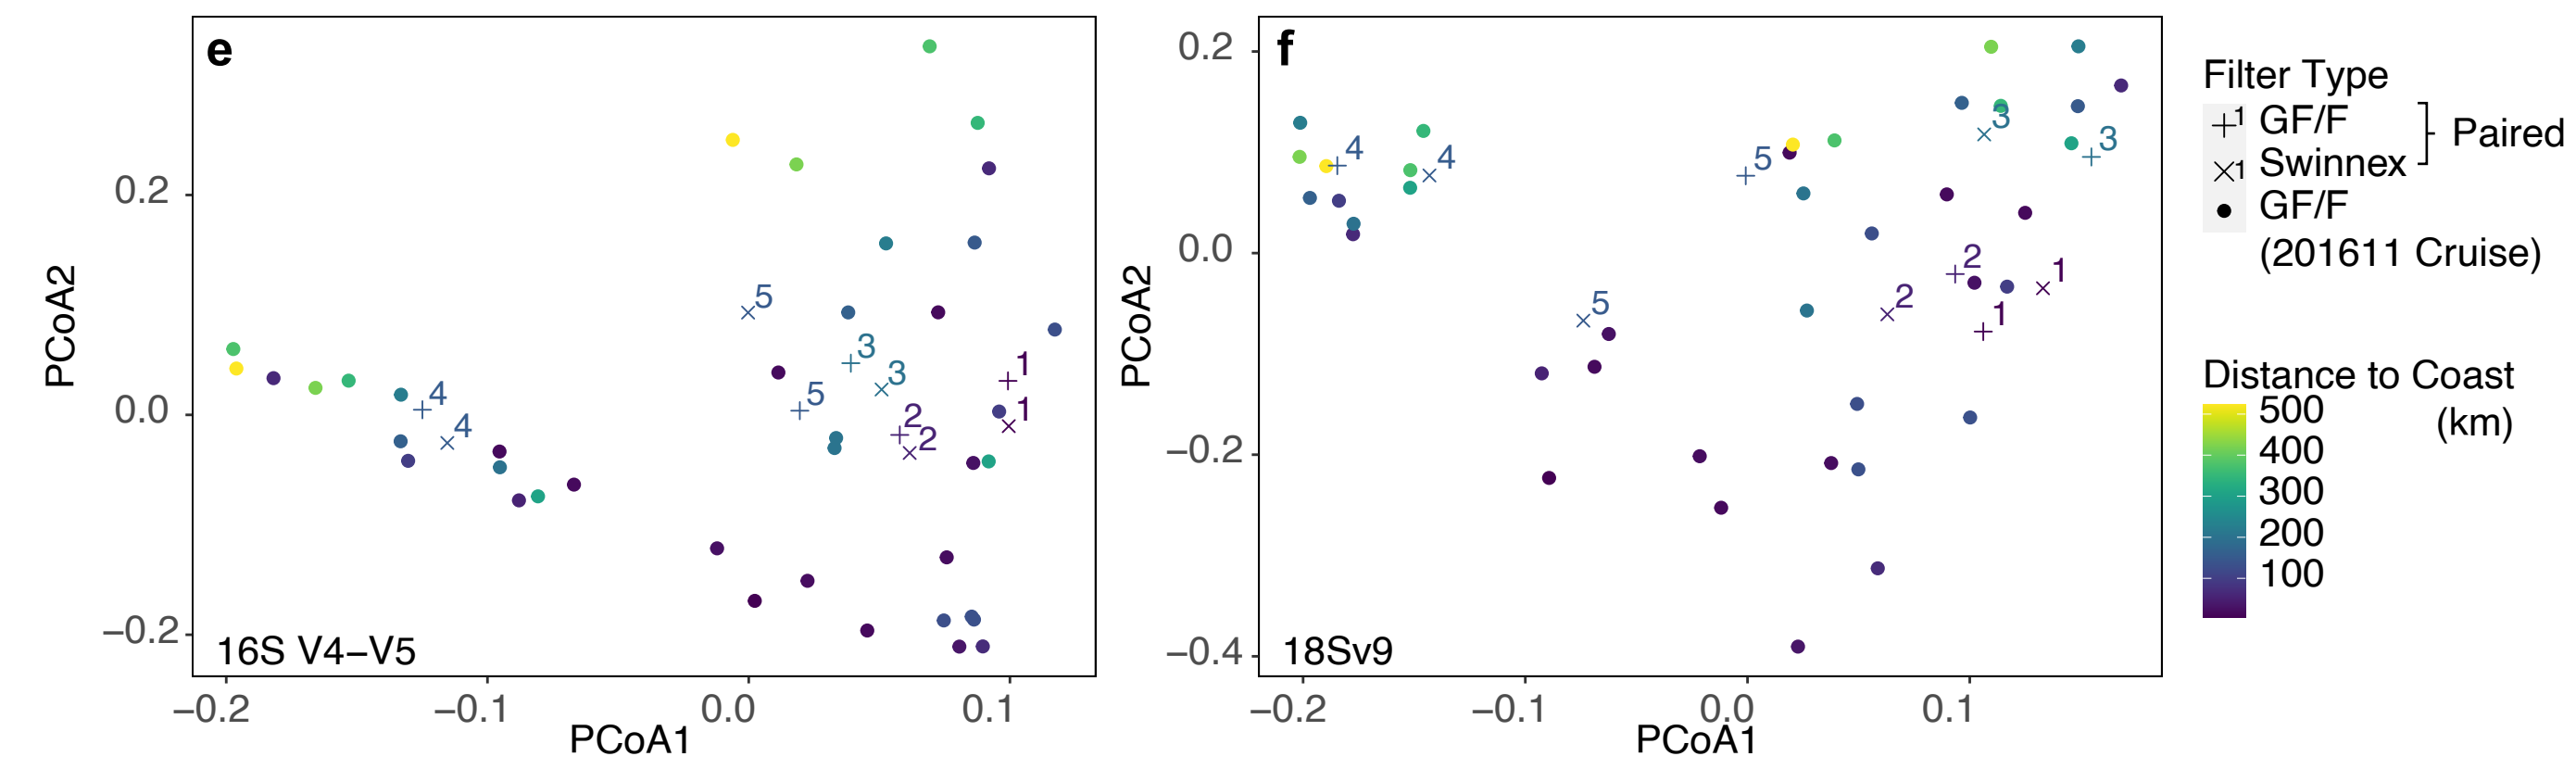 e
0.2
0.0
−0.2
PCoA2
5
3
3
5
1
1
2
2
4
4
16S V4−V5
−0.2
−0.1
0.0
0.1
PCoA1
f
0.2
0.0
−0.2
−0.4
PCoA2
4
4
5
3
3
2
1
2
1
5
18Sv9
−0.2
−0.1
0.0
0.1
PCoA1
Filter Type
1 GF/F
1 Swinnex
Paired
GF/F
(201611 Cruise)
Distance to Coast
(km)
500
400
300
200
100